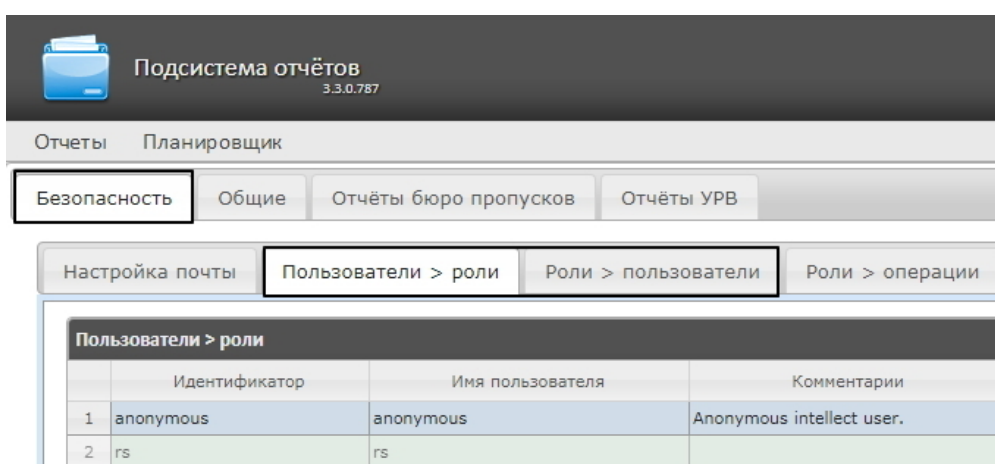 Подсистема отчётов
3.3.0.787
Отчеты Планировщик
Безопасность Общие Отчёты бюро пропусков Отчёты УРВ
Настройка почты Пользователи > роли Роли > пользователи Роли > операции
Пользователи > роли
Идентификатор Имя пользователя Комментарии
1 anonymous anonymous Anonymous intellect user.
2 rs rs